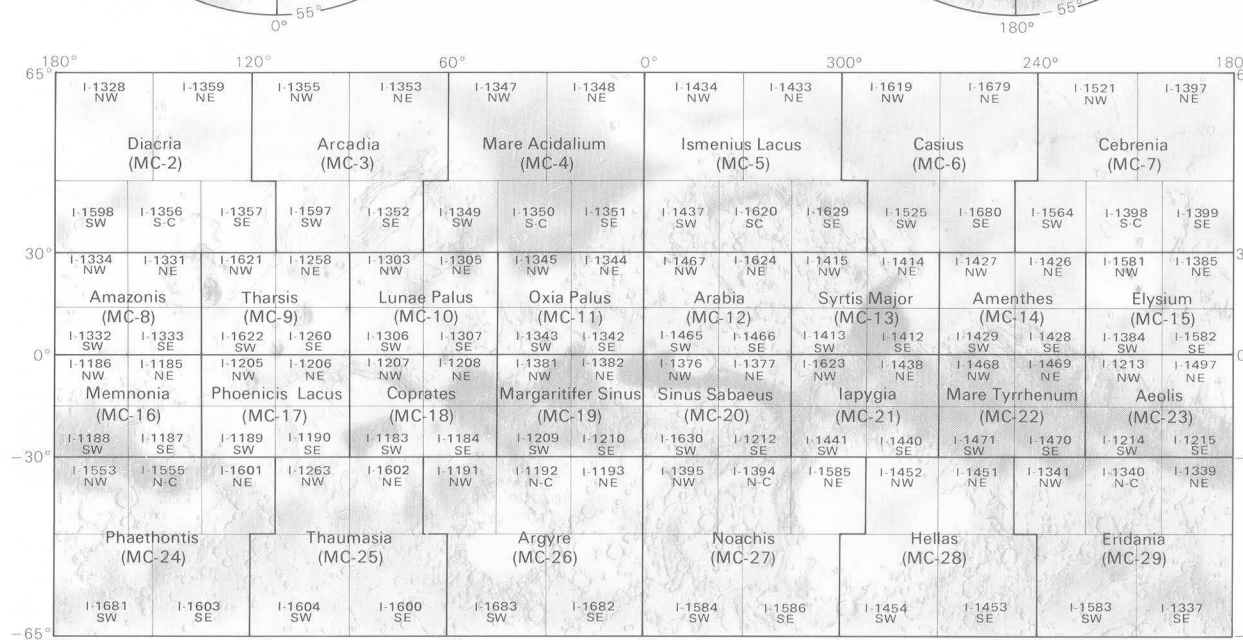 55°
0°
-55°
180°
180° 120° 60° 0° 300° 240° 180
65° 6
I-1328 I-1359 I-1355 I-1353 I-1347 I-1348 I-1434 I-1433 I-1619 I-1679 I-1521 I-1397
NW NE NW NE NW NE NW NE NW NE NW NE
Diacria Arcadia Mare Acidalium Ismenius Lacus Casius Cebrenia
(MC-2) (MC-3) (MC-4) (MC-5) (MC-6) (MC-7)
I-1598 I-1356 I-1357 I-1597 I-1352 I-1349 I-1350 I-1351 I-1437 I-1620 I-1629 I-1525 I-1680 I-1564 I-1398 I-1399
SW S-C SE SW SE SW S-C SE SW S-C SE SW SE SW S-C SE
30° 3
I-1334 I-1331 I-1621 I-1258 I-1303 I-1305 I-1345 I-1344 I-1467 I-1624 I-1415 I-1414 I-1427 I-1426 I-1581 I-1385
NW NE NW NE NW NE NW NE NW NE NW NE NW NE NW NE
Amazonis Tharsis Lunae Palus Oxia Palus Arabia Syrtis Major Amenthes Elysium
(MC-8) (MC-9) (MC-10) (MC-11) (MC-12) (MC-13) (MC-14) (MC-15)
I-1332 I-1333 I-1622 I-1260 I-1306 I-1307 I-1343 I-1342 I-1465 I-1466 I-1413 I-1412 I-1429 I-1428 I-1384 I-1582
SW SE SW SE SW SE SW SE SW SE SW SE SW SE SW SE
0° 0
I-1186 I-1185 I-1205 I-1206 I-1207 I-1208 I-1381 I-1382 I-1376 I-1377 I-1623 I-1438 I-1468 I-1469 I-1213 I-1497
NW NE NW NE NW NE NW NE NW NE NW NE NW NE NW NE
Memnonia Phoenicis Lacus Coprates Margaritifer Sinus Sinus Sabaeus Iapygia Mare Tyrrhenum Aeolis
(MC-16) (MC-17) (MC-18) (MC-19) (MC-20) (MC-21) (MC-22) (MC-23)
I-1188 I-1187 I-1189 I-1190 I-1183 I-1184 I-1209 I-1210 I-1630 I-1212 I-1441 I-1440 I-1471 I-1470 I-1214 I-1215
SW SE SW SE SW SE SW SE SW SE SW SE SW SE SW SE
-30° -
I-1553 I-1555 I-1601 I-1263 I-1602 I-1191 I-1192 I-1193 I-1395 I-1394 I-1585 I-1452 I-1451 I-1341 I-1340 I-1339
NW N-C NE NW NE NW N-C NE NW N-C NE NW NE NW N-C NE
Phaethontis Thaumasia Argyre Noachis Hellas Eridania
(MC-24) (MC-25) (MC-26) (MC-27) (MC-28) (MC-29)
I-1681 I-1603 I-1604 I-1600 I-1683 I-1682 I-1584 I-1586 I-1454 I-1453 I-1583 I-1337
SW SE SW SE SW SE SW SE SW SE SW SE
-65°